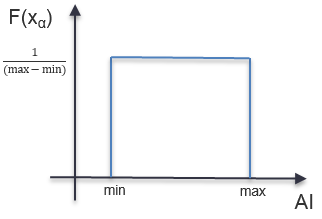 F(xα)
1
(max − min)
min max
AI